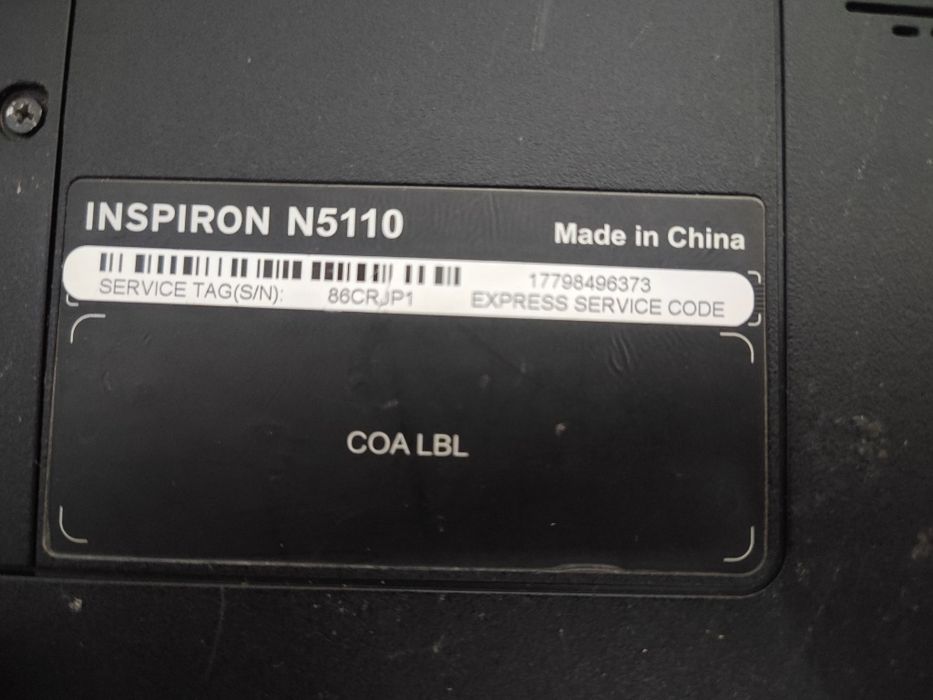 INSPIRON N5110
Made in China
17798496373
SERVICE TAG(S/N): 86CRJP1 EXPRESS SERVICE CODE
COA LBL